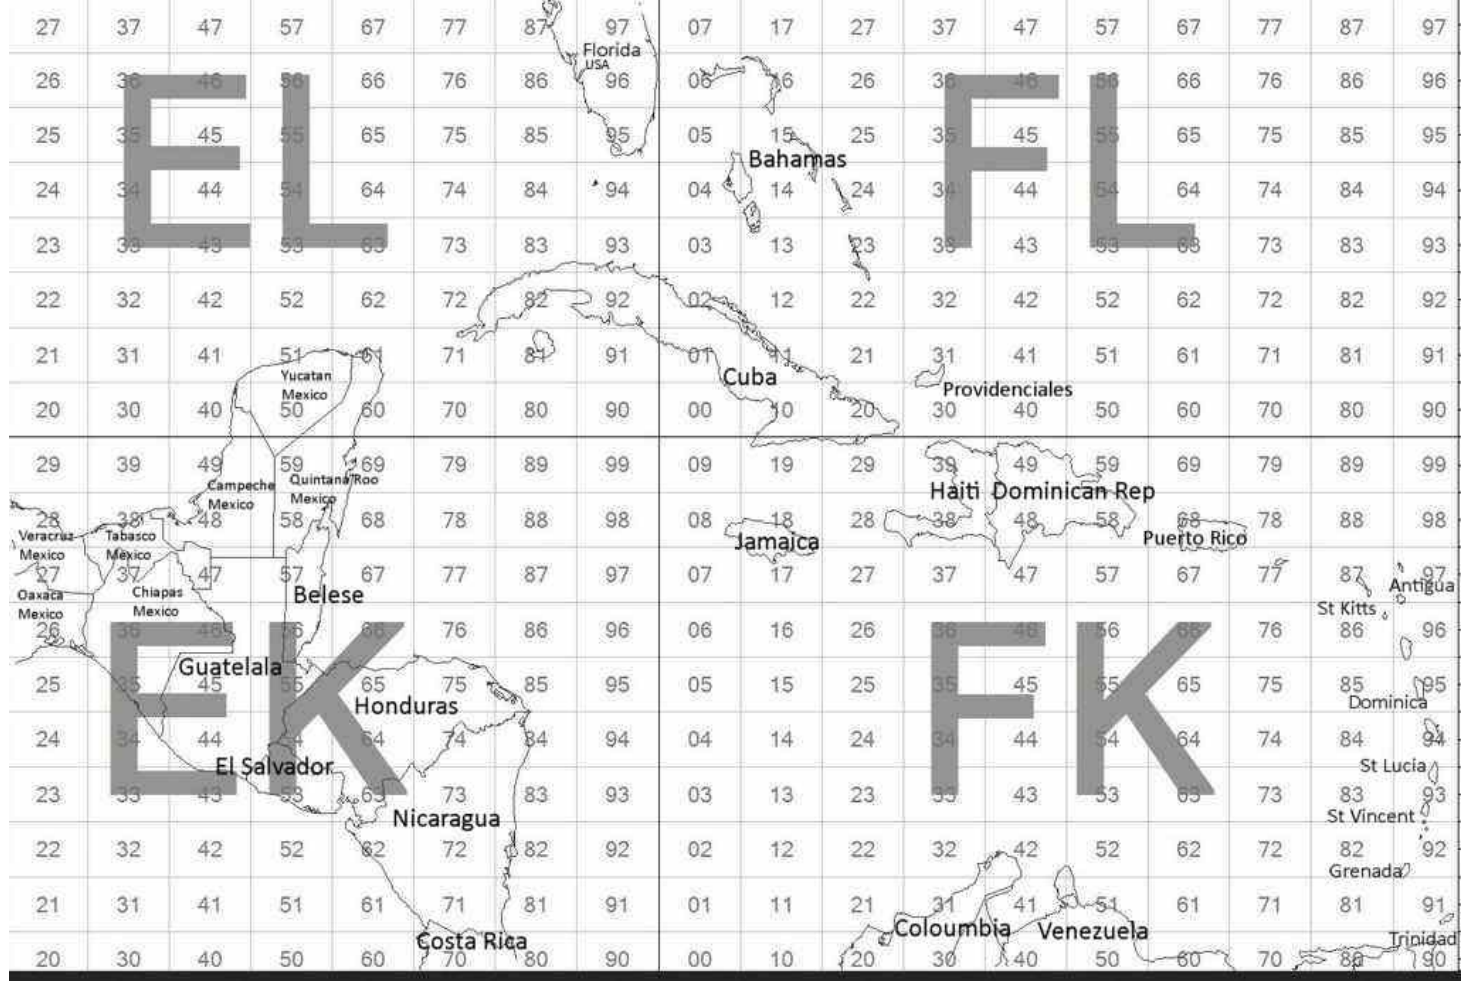 27 37 47 57 67 77 87 97 07 17 27 37 47 57 67 77 87 97
Florida
USA
26 36 46 56 66 76 86 96 06 16 26 36 46 56 66 76 86 96
EL FL
25 35 45 55 65 75 85 95 05 15 25 35 45 55 65 75 85 95
Bahamas
24 34 44 54 64 74 84 94 04 14 24 34 44 54 64 74 84 94
23 33 43 53 63 73 83 93 03 13 23 33 43 53 63 73 83 93
22 32 42 52 62 72 82 92 02 12 22 32 42 52 62 72 82 92
21 31 41 51 61 71 81 91 01 11 21 31 41 51 61 71 81 91
Yucatan
Mexico
Cuba
Providenciales
20 30 40 50 60 70 80 90 00 10 20 30 40 50 60 70 80 90
29 39 49 59 69 79 89 99 09 19 29 39 49 59 69 79 89 99
Campeche
Mexico
Quintana Roo
Mexico
Haiti
Dominican Rep
28 38 48 58 68 78 88 98 08 18 28 38 48 58 68 78 88 98
Veracruz
Mexico
Tabasco
Mexico
Jamaica
Puerto Rico
27 37 47 57 67 77 87 97 07 17 27 37 47 57 67 77 87 97
Oaxaca
Mexico
Chiapas
Mexico
Belese
Antigua
St Kitts
26 36 46 56 66 76 86 96 06 16 26 36 46 56 66 76 86 96
EK FK
Guatelala
25 35 45 55 65 75 85 95 05 15 25 35 45 55 65 75 85 95
Honduras
Dominica
24 34 44 54 64 74 84 94 04 14 24 34 44 54 64 74 84 94
El Salvador
St Lucia
23 33 43 53 63 73 83 93 03 13 23 33 43 53 63 73 83 93
Nicaragua
St Vincent
22 32 42 52 62 72 82 92 02 12 22 32 42 52 62 72 82 92
Grenada
21 31 41 51 61 71 81 91 01 11 21 31 41 51 61 71 81 91
Costa Rica
Coloumbia
Venezuela
Trinidad
20 30 40 50 60 70 80 90 00 10 20 30 40 50 60 70 80 90